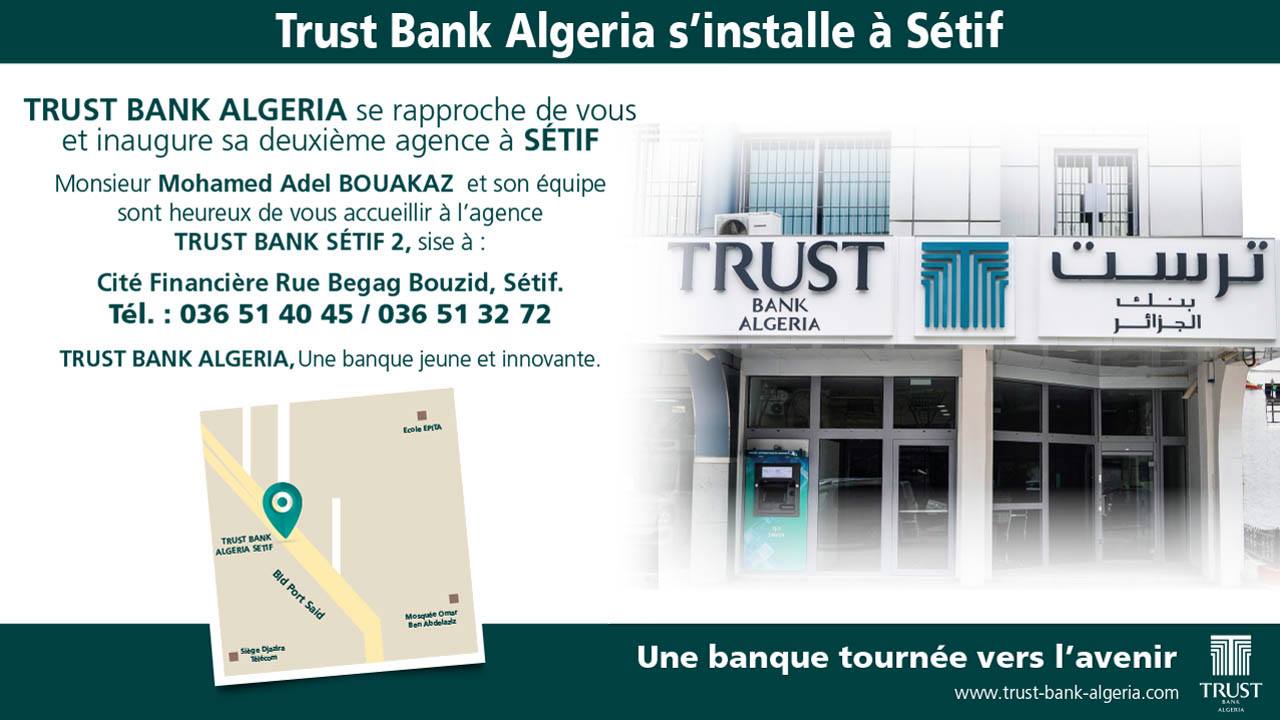 Trust Bank Algeria s’installe à Sétif
TRUST BANK ALGERIA se rapproche de vous
et inaugure sa deuxième agence à SÉTIF
Monsieur Mohamed Adel BOUAKAZ et son équipe
sont heureux de vous accueillir à l’agence
TRUST BANK SÉTIF 2, sise à :
Cité Financière Rue Begag Bouzid, Sétif.
Tél. : 036 51 40 45 / 036 51 32 72
TRUST BANK ALGERIA, Une banque jeune et innovante.
Ecole EPITA
TRUST BANK
ALGERIA SETIF
Bld Port Said
Mosquée Omar
Ben Abdelaziz
Siège Djazira
Télécom
TRUST
BANK
ALGERIA
ترست
بنك
الجزائر
Une banque tournée vers l’avenir
www.trust-bank-algeria.com
TRUST
BANK
ALGERIA